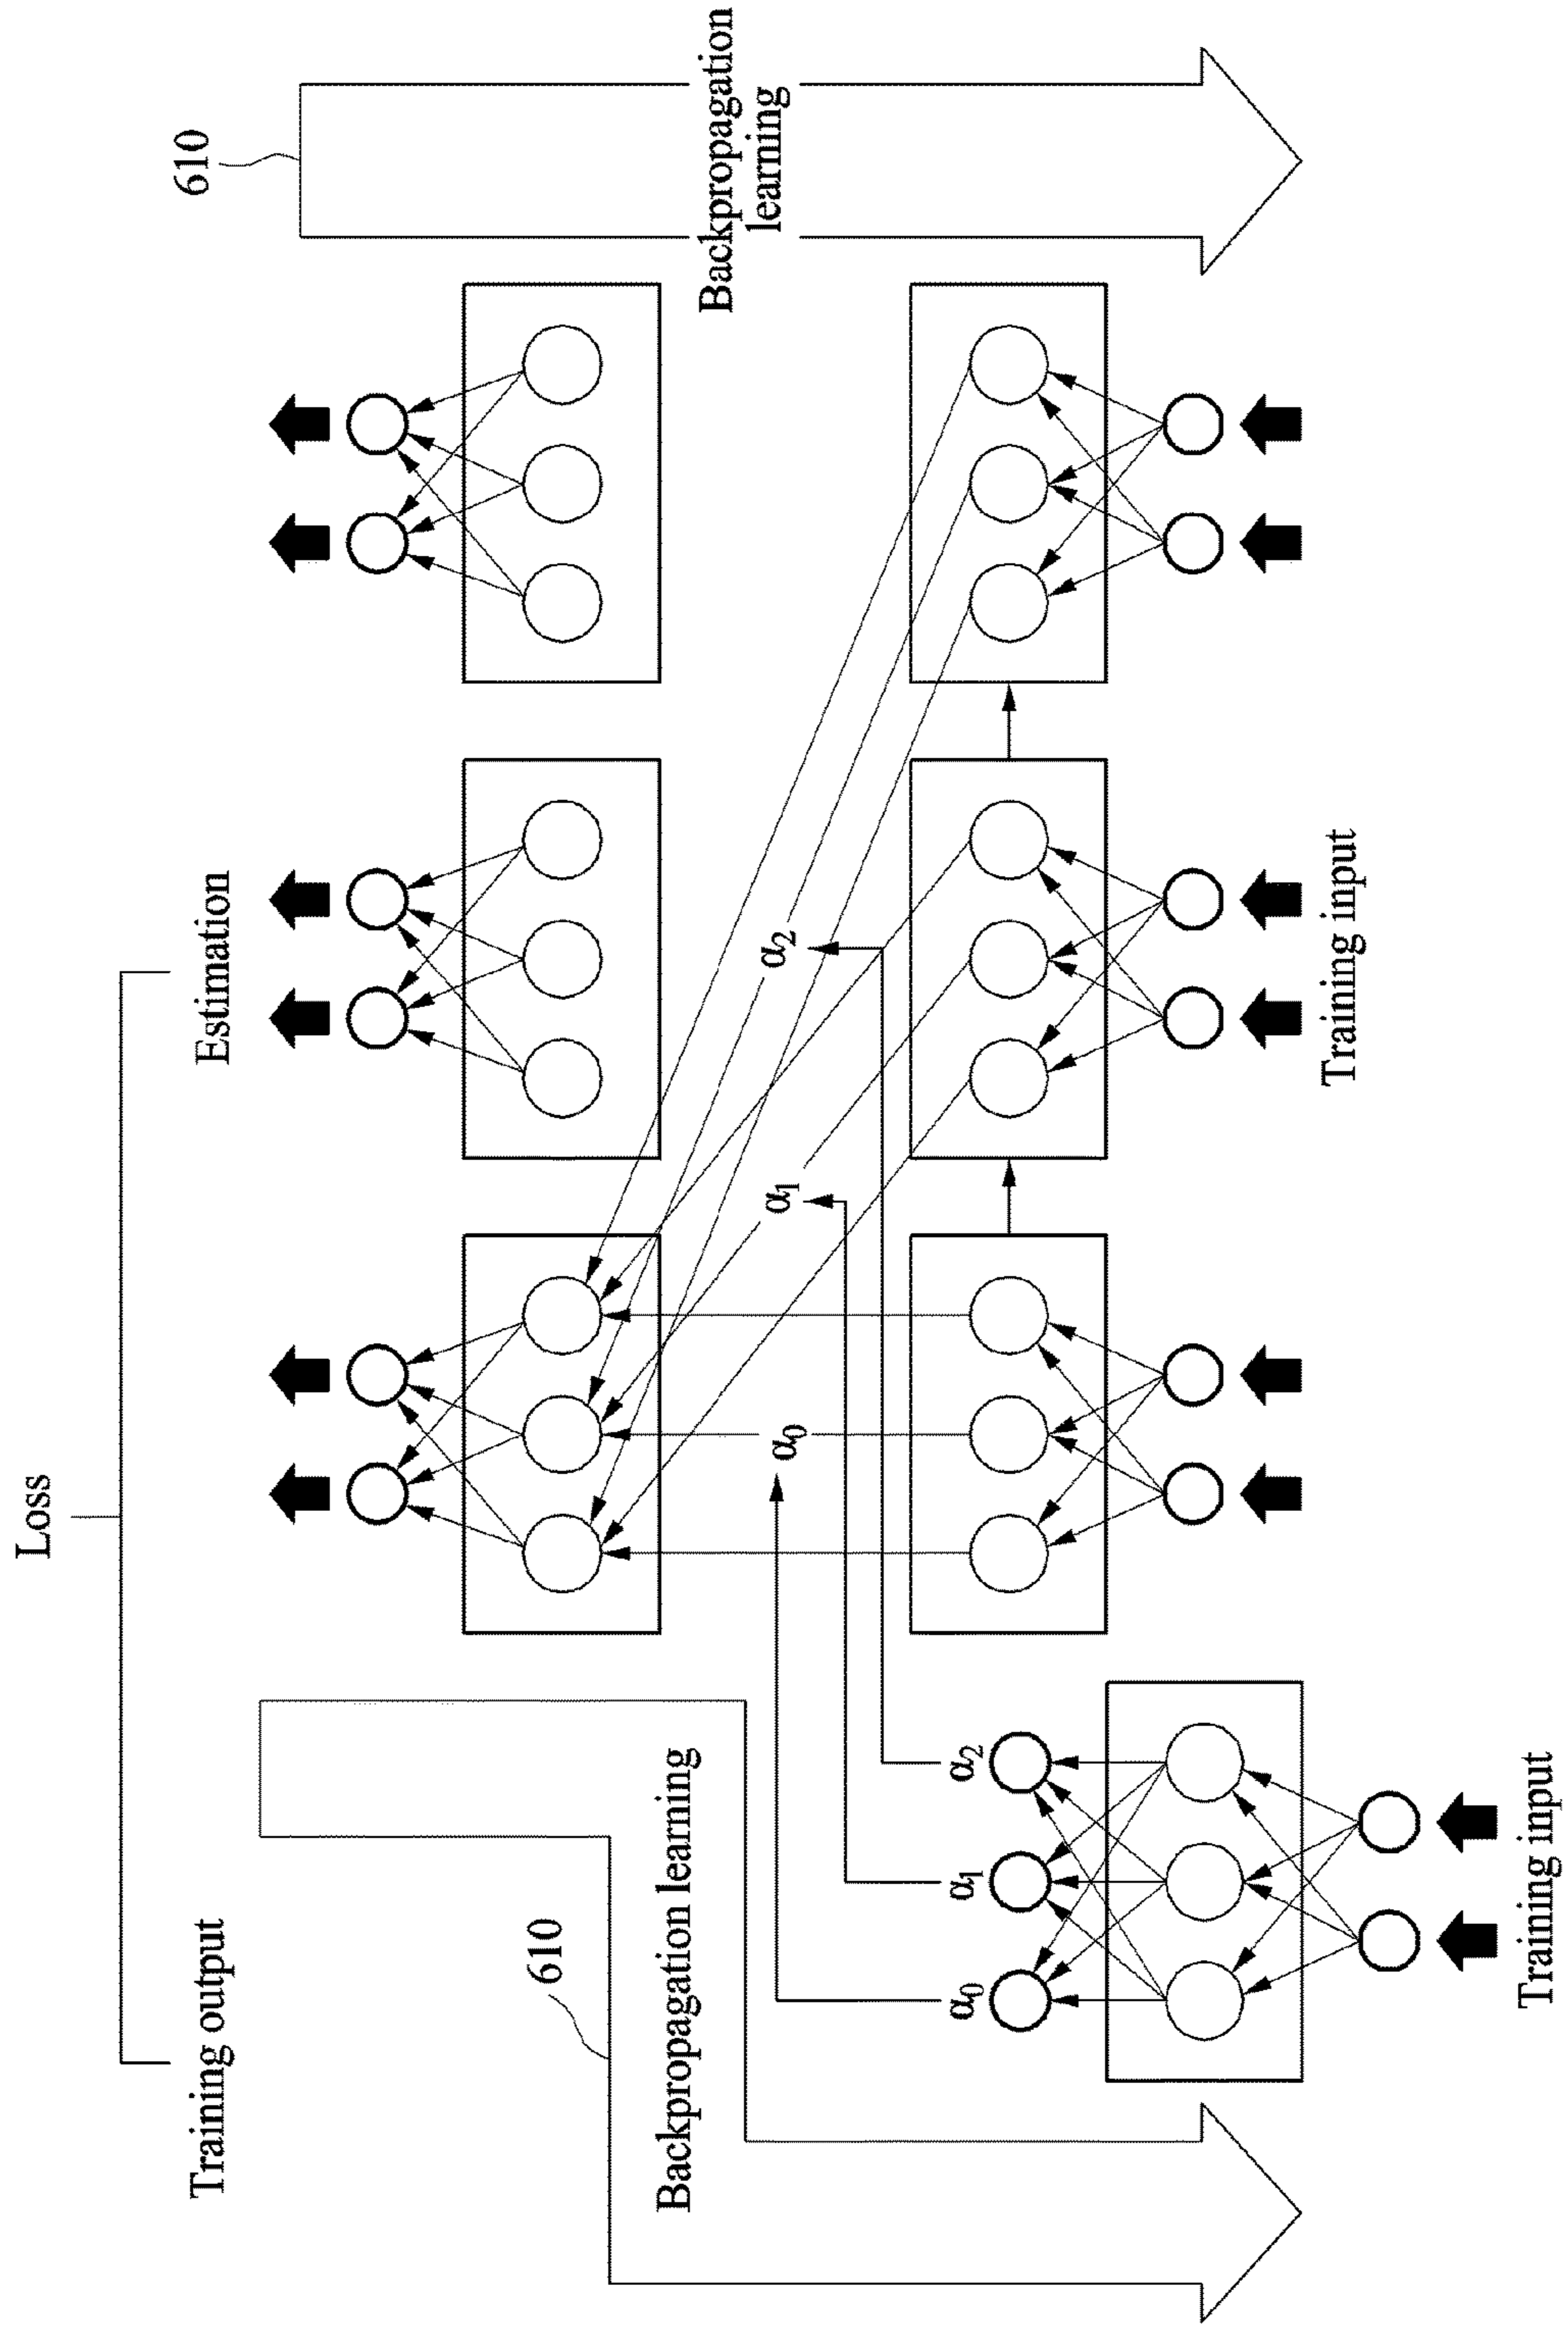 Loss
Training output
Estimation
610
Backpropagation
learning
610
Backpropagation learning
α2
α1
α0
α0
α1
α2
Training input
Training input